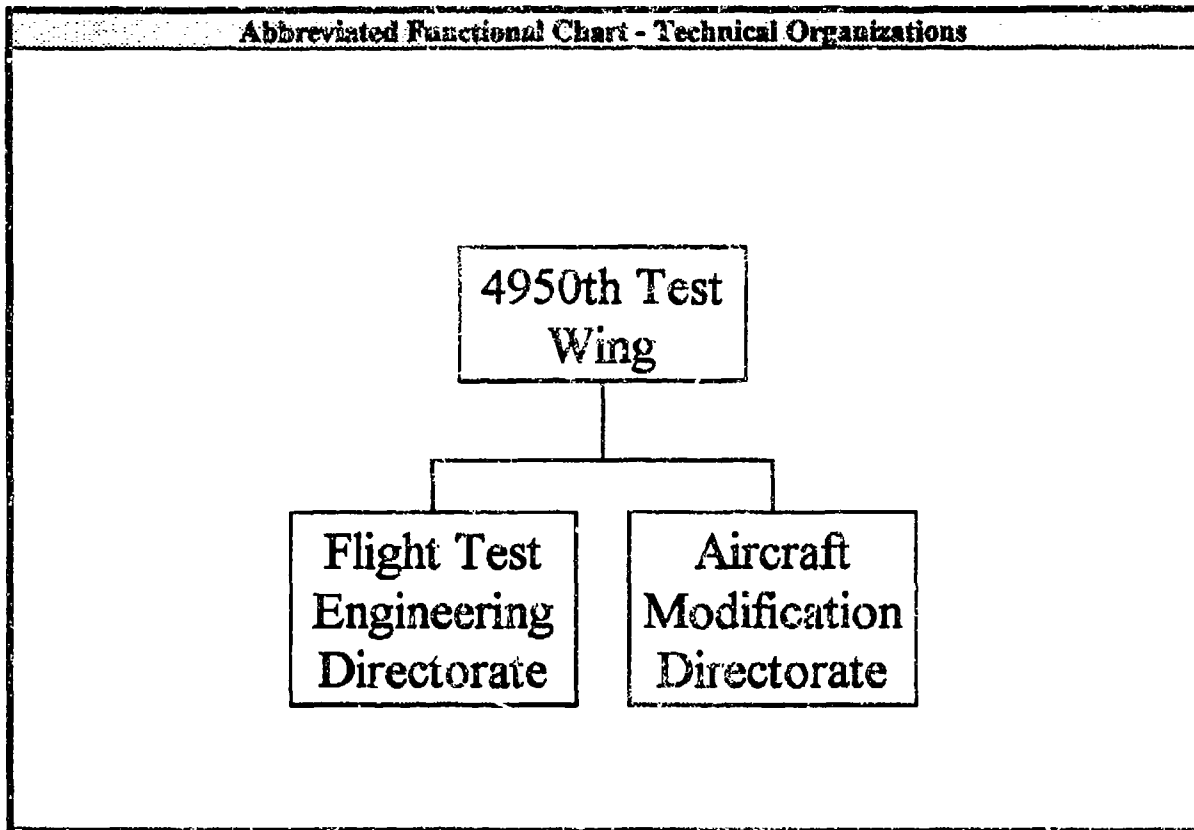 Abbreviated Functional Chart - Technical Organizations
4950th Test
Wing
Flight Test
Engineering
Directorate
Aircraft
Modification
Directorate